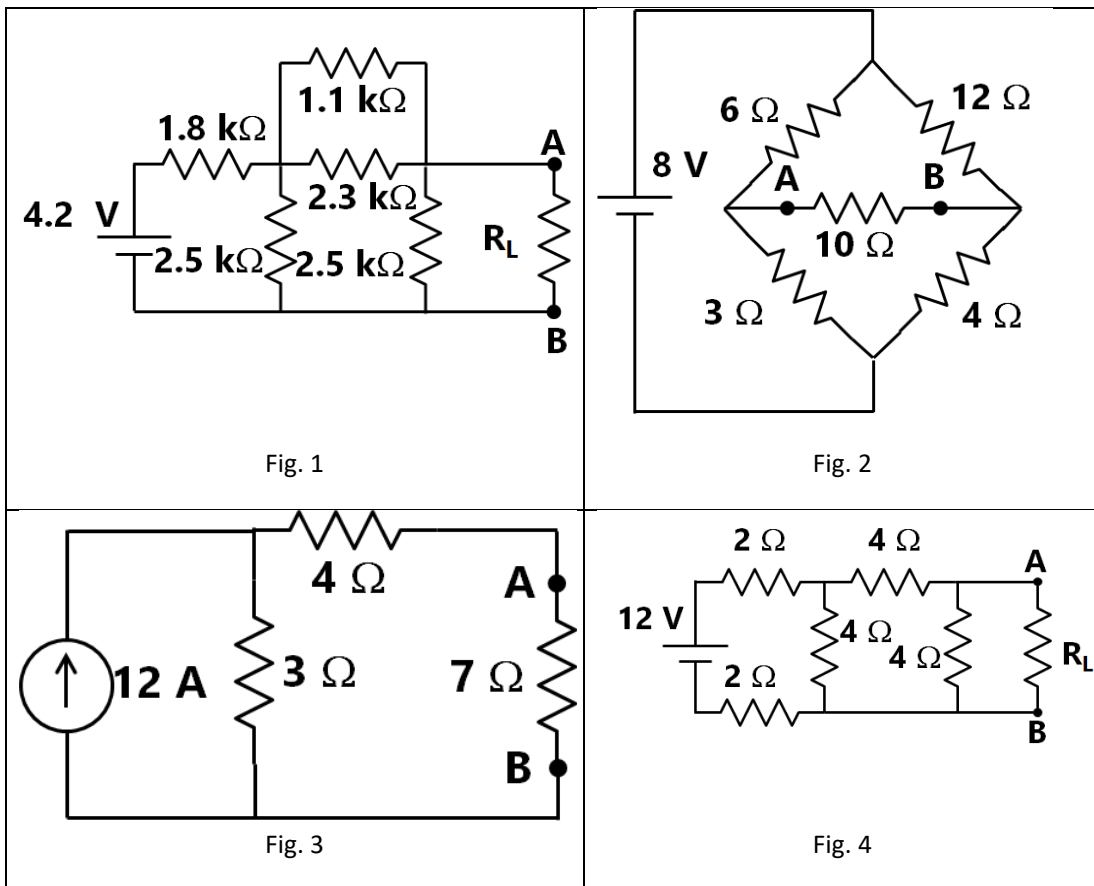 1.1 kΩ
1.8 kΩ
A
2.3 kΩ
4.2 V
R_L
2.5 kΩ 2.5 kΩ
B
Fig. 1
6 Ω 12 Ω
8 V
A B
10 Ω
3 Ω 4 Ω
Fig. 2
4 Ω
A
12 A 3 Ω 7 Ω
B
Fig. 3
2 Ω 4 Ω
A
12 V
4 Ω
4 Ω
R_L
2 Ω
B
Fig. 4